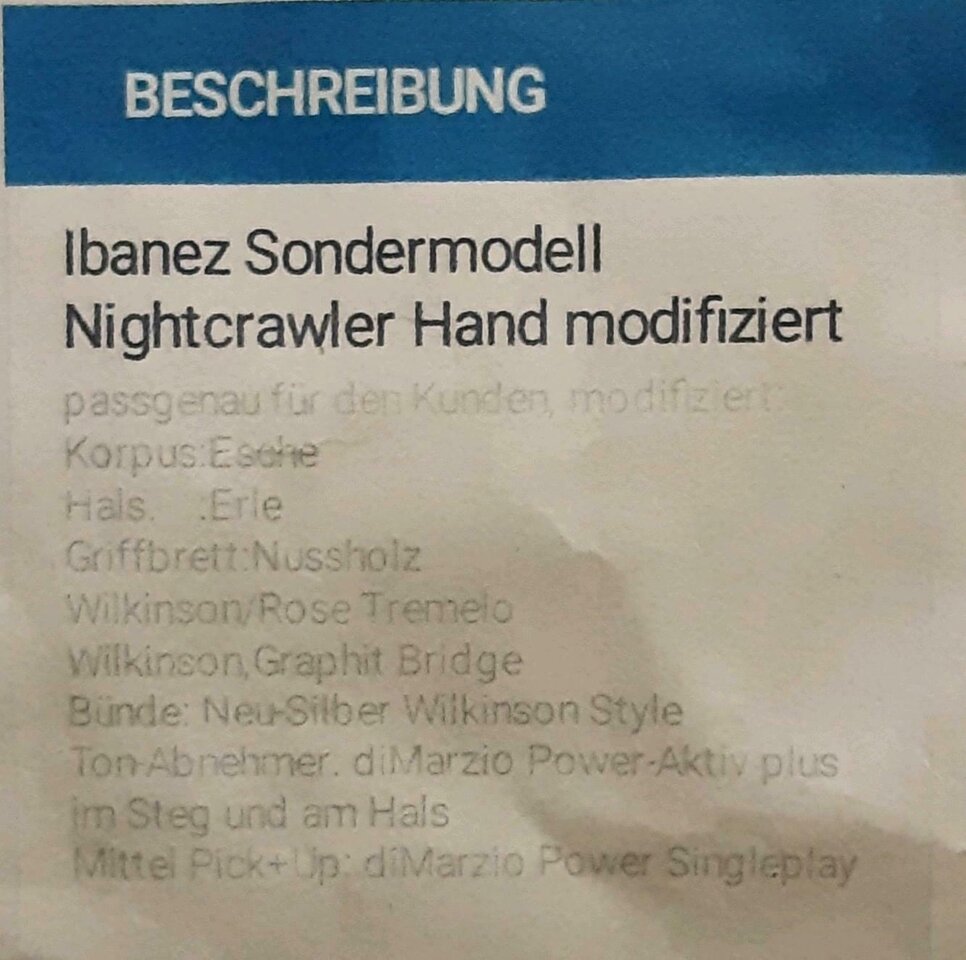 BESCHREIBUNG
Ibanez Sondermodell
Nightcrawler Hand modifiziert
passgenau für den Kunden, modifiziert:
Korpus:Esche
Hals. :Erle
Griffbrett:Nussholz
Wilkinson/Rose Tremelo
Wilkinson,Graphit Bridge
Bünde: Neu-Silber Wilkinson Style
Ton-Abnehmer. diMarzio Power-Aktiv plus
im Steg und am Hals
Mittel Pick+Up: diMarzio Power Singleplay